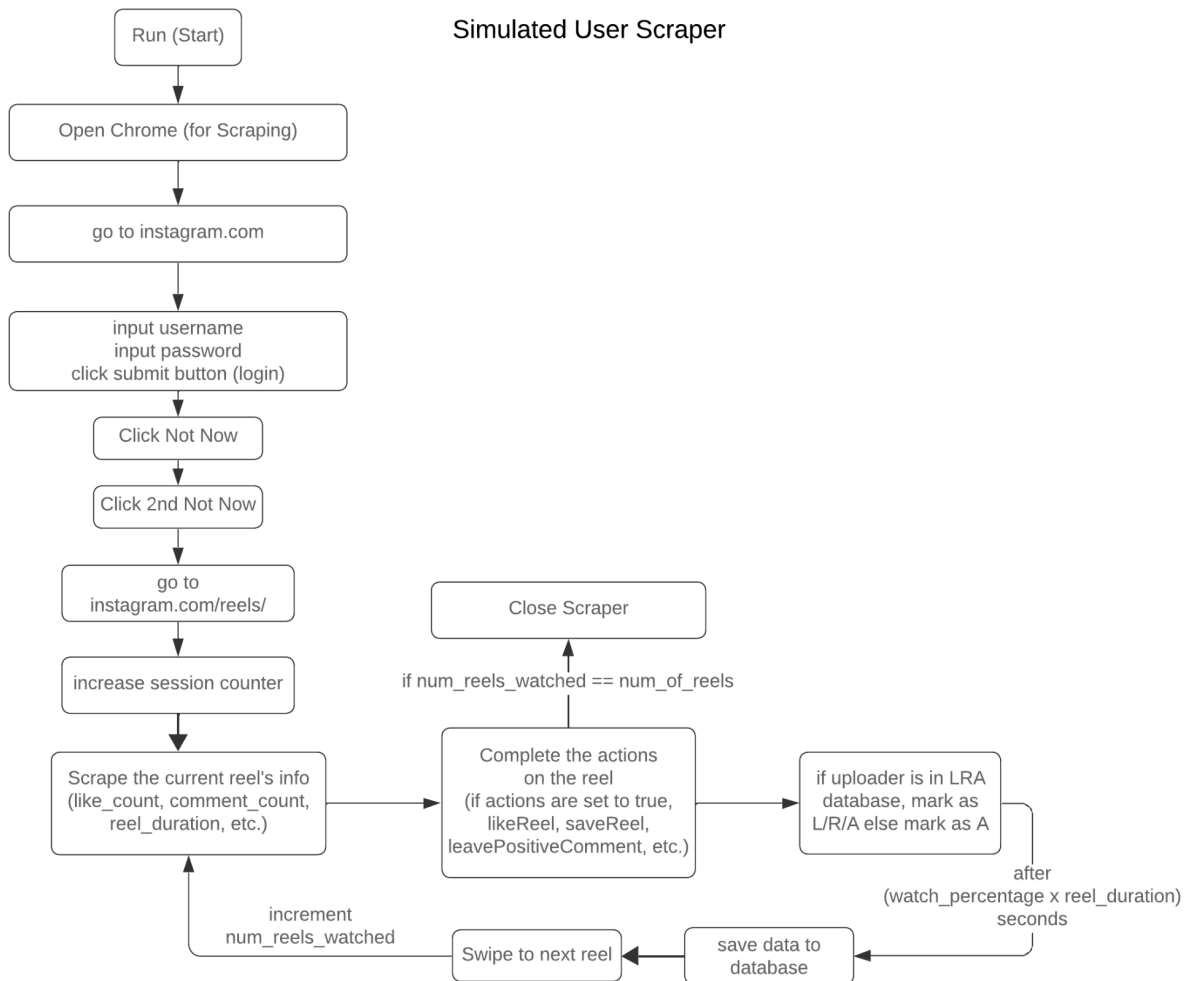 Simulated User Scraper
Run (Start)
Open Chrome (for Scraping)
go to instagram.com
input username
input password
click submit button (login)
Click Not Now
Click 2nd Not Now
go to
instagram.com/reels/
increase session counter
Scrape the current reel's info
(like_count, comment_count,
reel_duration, etc.)
Close Scraper
if num_reels_watched == num_of_reels
Complete the actions
on the reel
(if actions are set to true,
likeReel, saveReel,
leavePositiveComment, etc.)
if uploader is in LRA
database, mark as
L/R/A else mark as A
after
(watch_percentage x reel_duration)
seconds
save data to
database
Swipe to next reel
increment
num_reels_watched